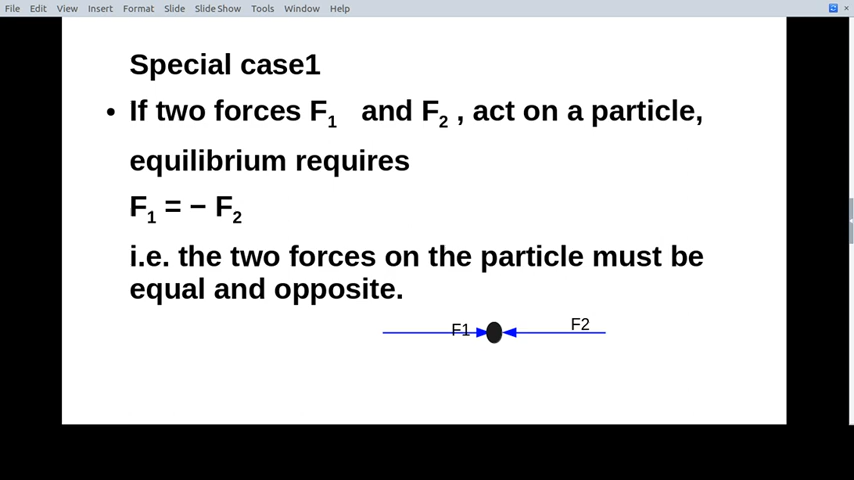 File Edit View Insert Format Slide Slide Show Tools Window Help
Special case1
• If two forces F₁ and F₂ , act on a particle,
equilibrium requires
F₁ = − F₂
i.e. the two forces on the particle must be
equal and opposite.
F1 F2